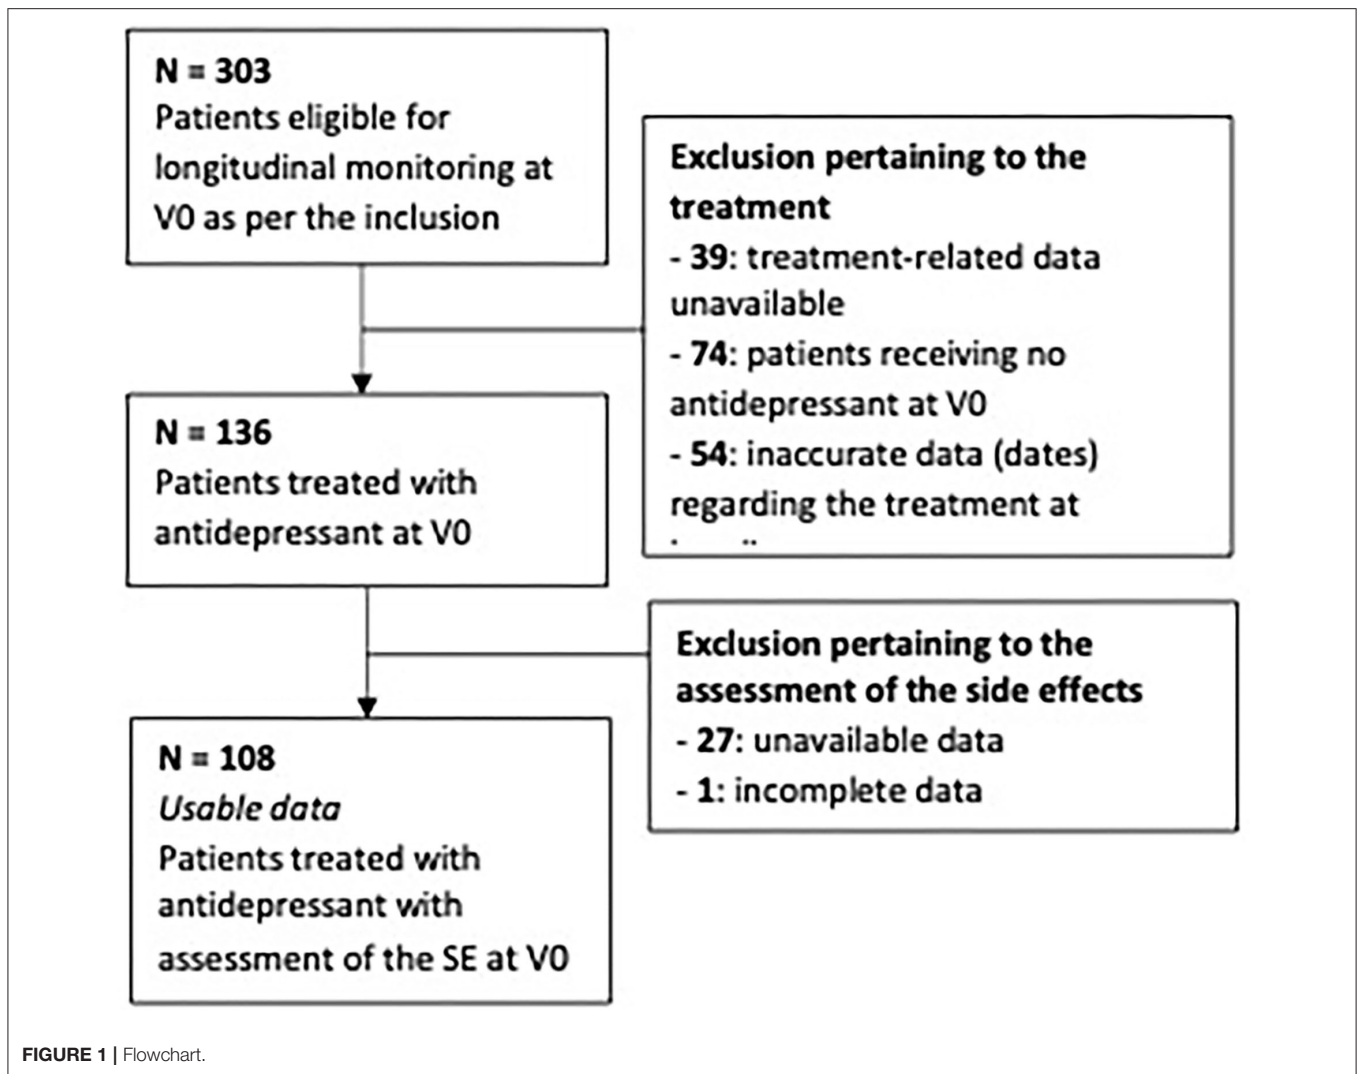 N = 303
Patients eligible for
longitudinal monitoring at
V0 as per the inclusion
Exclusion pertaining to the
treatment
- 39: treatment-related data
unavailable
- 74: patients receiving no
antidepressant at V0
- 54: inaccurate data (dates)
regarding the treatment at
N = 136
Patients treated with
antidepressant at V0
Exclusion pertaining to the
assessment of the side effects
- 27: unavailable data
- 1: incomplete data
N = 108
Usable data
Patients treated with
antidepressant with
assessment of the SE at V0
FIGURE 1 | Flowchart.